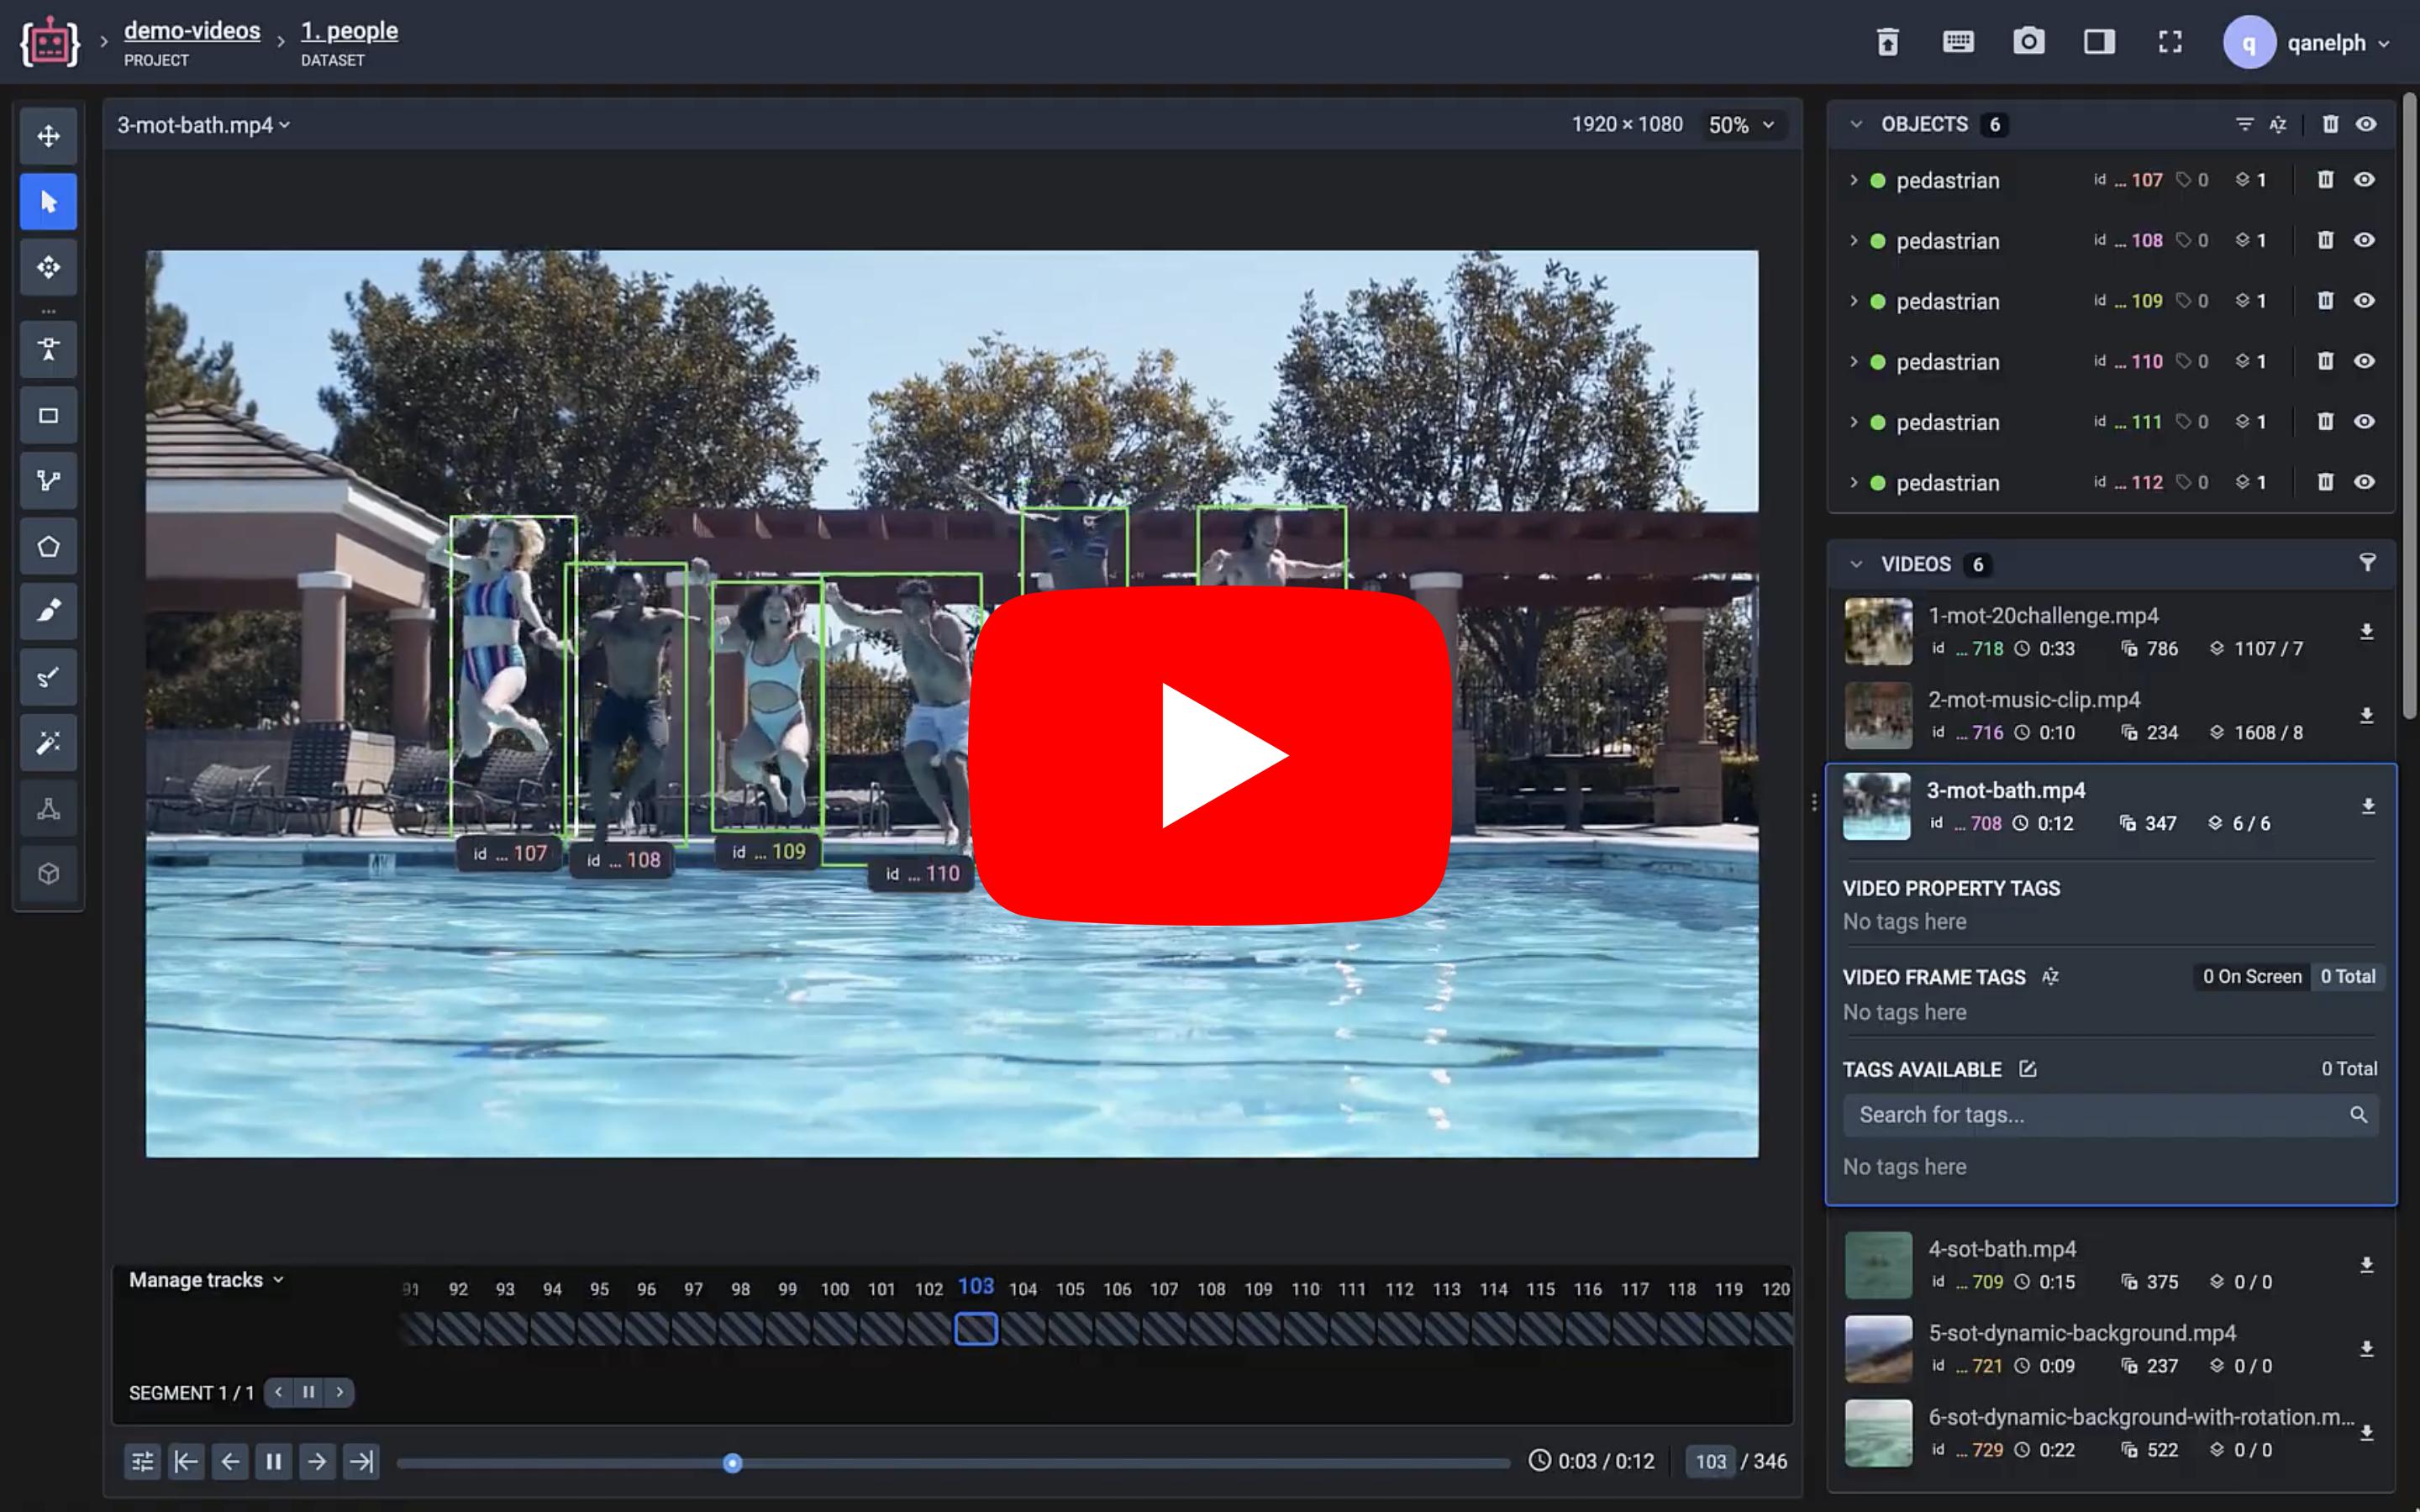 demo-videos
PROJECT
1. people
DATASET
q
qanelph
3-mot-bath.mp4
1920 × 1080
50%
id ... 107
id ... 108
id ... 109
id ... 110
Manage tracks
91 92 93 94 95 96 97 98 99 100 101 102 103 104 105 106 107 108 109 110 111 112 113 114 115 116 117 118 119 120
SEGMENT 1 / 1
0:03 / 0:12
103 / 346
OBJECTS 6
pedastrian id ... 107 0 1
pedastrian id ... 108 0 1
pedastrian id ... 109 0 1
pedastrian id ... 110 0 1
pedastrian id ... 111 0 1
pedastrian id ... 112 0 1
VIDEOS 6
1-mot-20challenge.mp4
id ... 718 0:33 786 1107 / 7
2-mot-music-clip.mp4
id ... 716 0:10 234 1608 / 8
3-mot-bath.mp4
id ... 708 0:12 347 6 / 6
VIDEO PROPERTY TAGS
No tags here
VIDEO FRAME TAGS AZ 0 On Screen 0 Total
No tags here
TAGS AVAILABLE 0 Total
Search for tags...
No tags here
4-sot-bath.mp4
id ... 709 0:15 375 0 / 0
5-sot-dynamic-background.mp4
id ... 721 0:09 237 0 / 0
6-sot-dynamic-background-with-rotation.m...
id ... 729 0:22 522 0 / 0